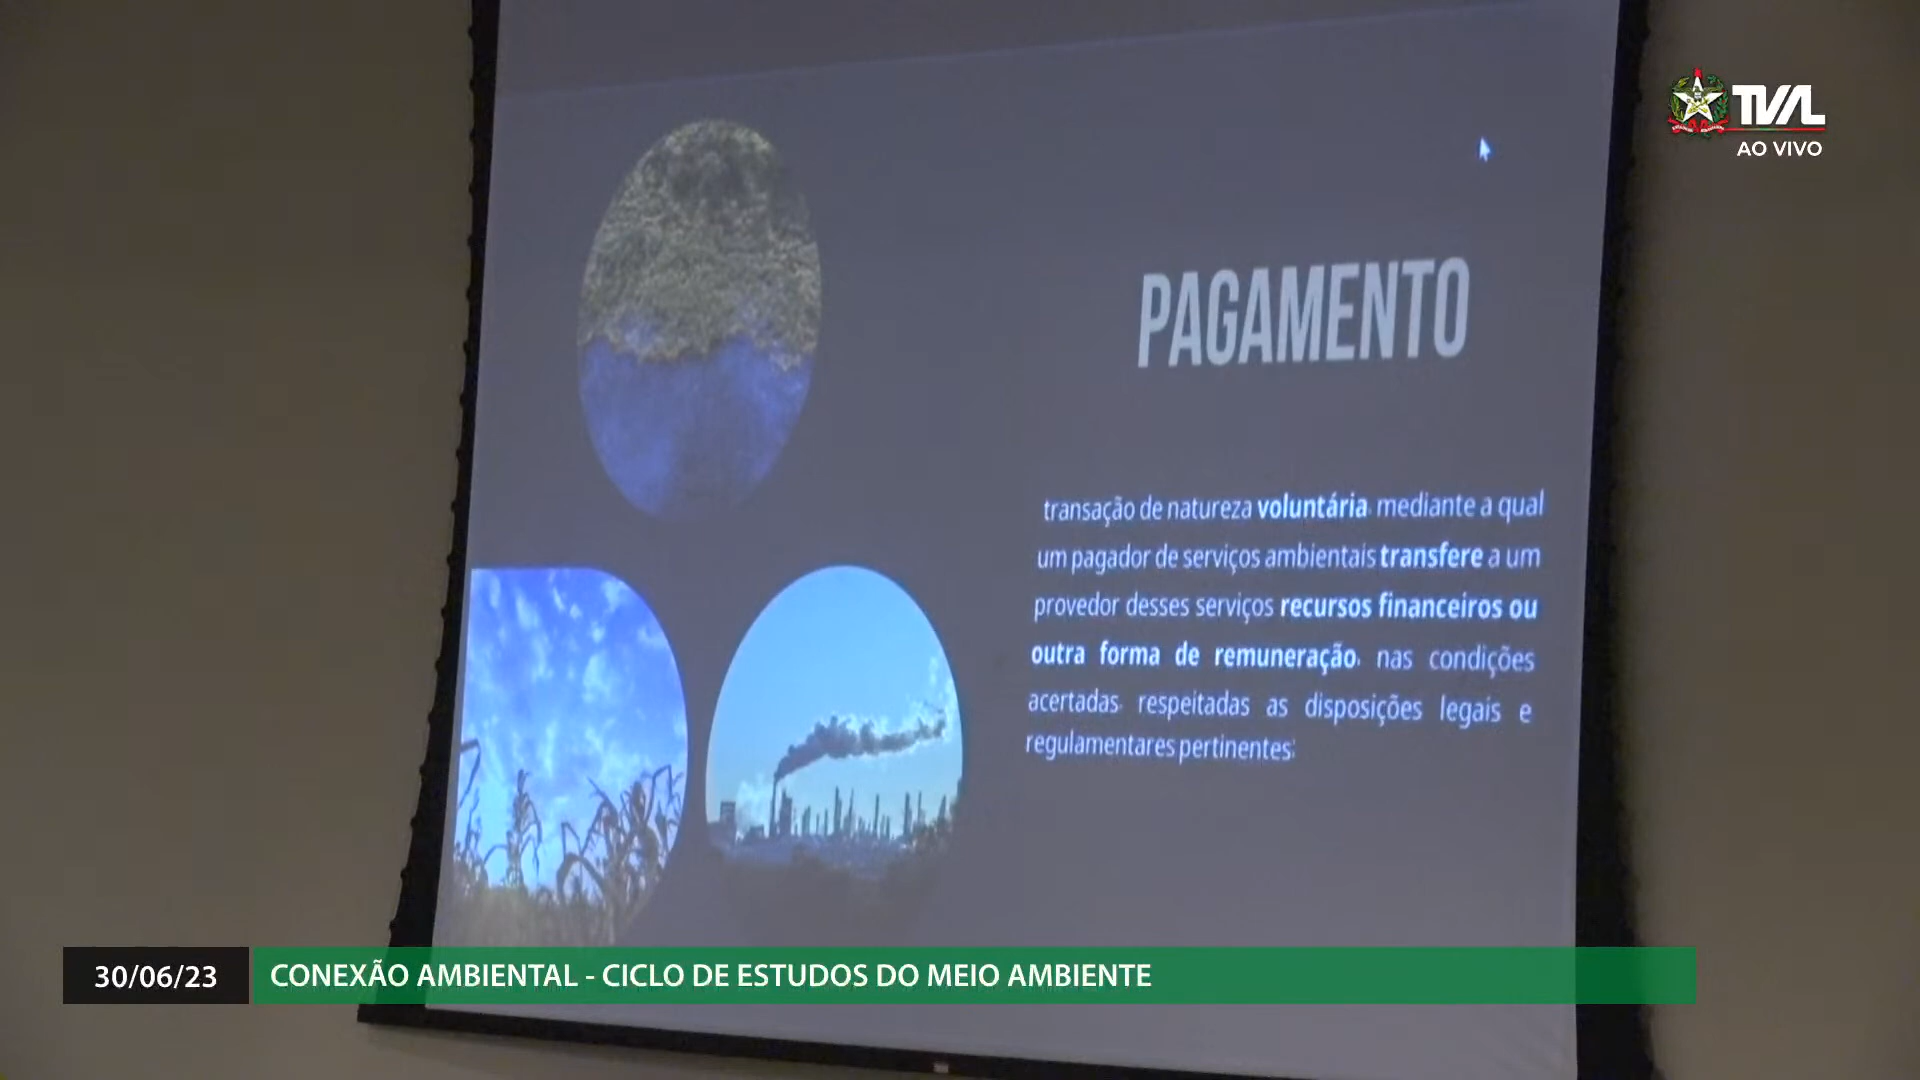 TVAL
AO VIVO
PAGAMENTO
transação de natureza voluntária, mediante a qual
um pagador de serviços ambientais transfere a um
provedor desses serviços recursos financeiros ou
outra forma de remuneração, nas condições
acertadas, respeitadas as disposições legais e
regulamentares pertinentes;
30/06/23
CONEXÃO AMBIENTAL - CICLO DE ESTUDOS DO MEIO AMBIENTE